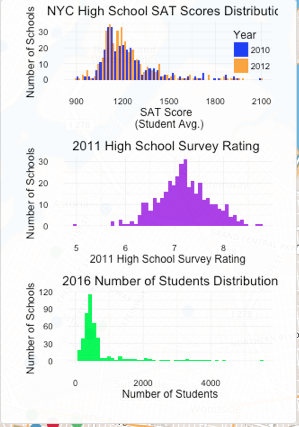 NYC High School SAT Scores Distributic
Number of Schools
30
20
10
0
Year
2010
2012
900 1200 1500 1800 2100
SAT Score
(Student Avg.)
2011 High School Survey Rating
Number of Schools
30
20
10
0
5 6 7 8
2011 High School Survey Rating
2016 Number of Students Distribution
Number of Schools
120
90
60
30
0
0 2000 4000
Number of Students